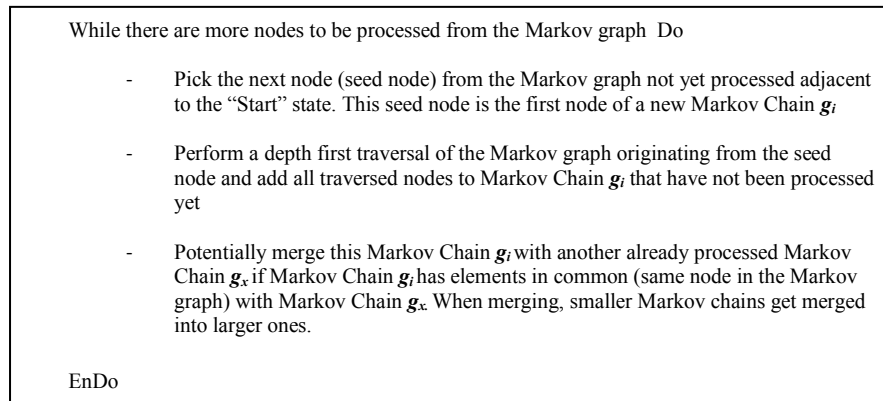 While there are more nodes to be processed from the Markov graph Do
- Pick the next node (seed node) from the Markov graph not yet processed adjacent
to the “Start” state. This seed node is the first node of a new Markov Chain gi
- Perform a depth first traversal of the Markov graph originating from the seed
node and add all traversed nodes to Markov Chain gi that have not been processed
yet
- Potentially merge this Markov Chain gi with another already processed Markov
Chain gx if Markov Chain gi has elements in common (same node in the Markov
graph) with Markov Chain gx. When merging, smaller Markov chains get merged
into larger ones.
EnDo